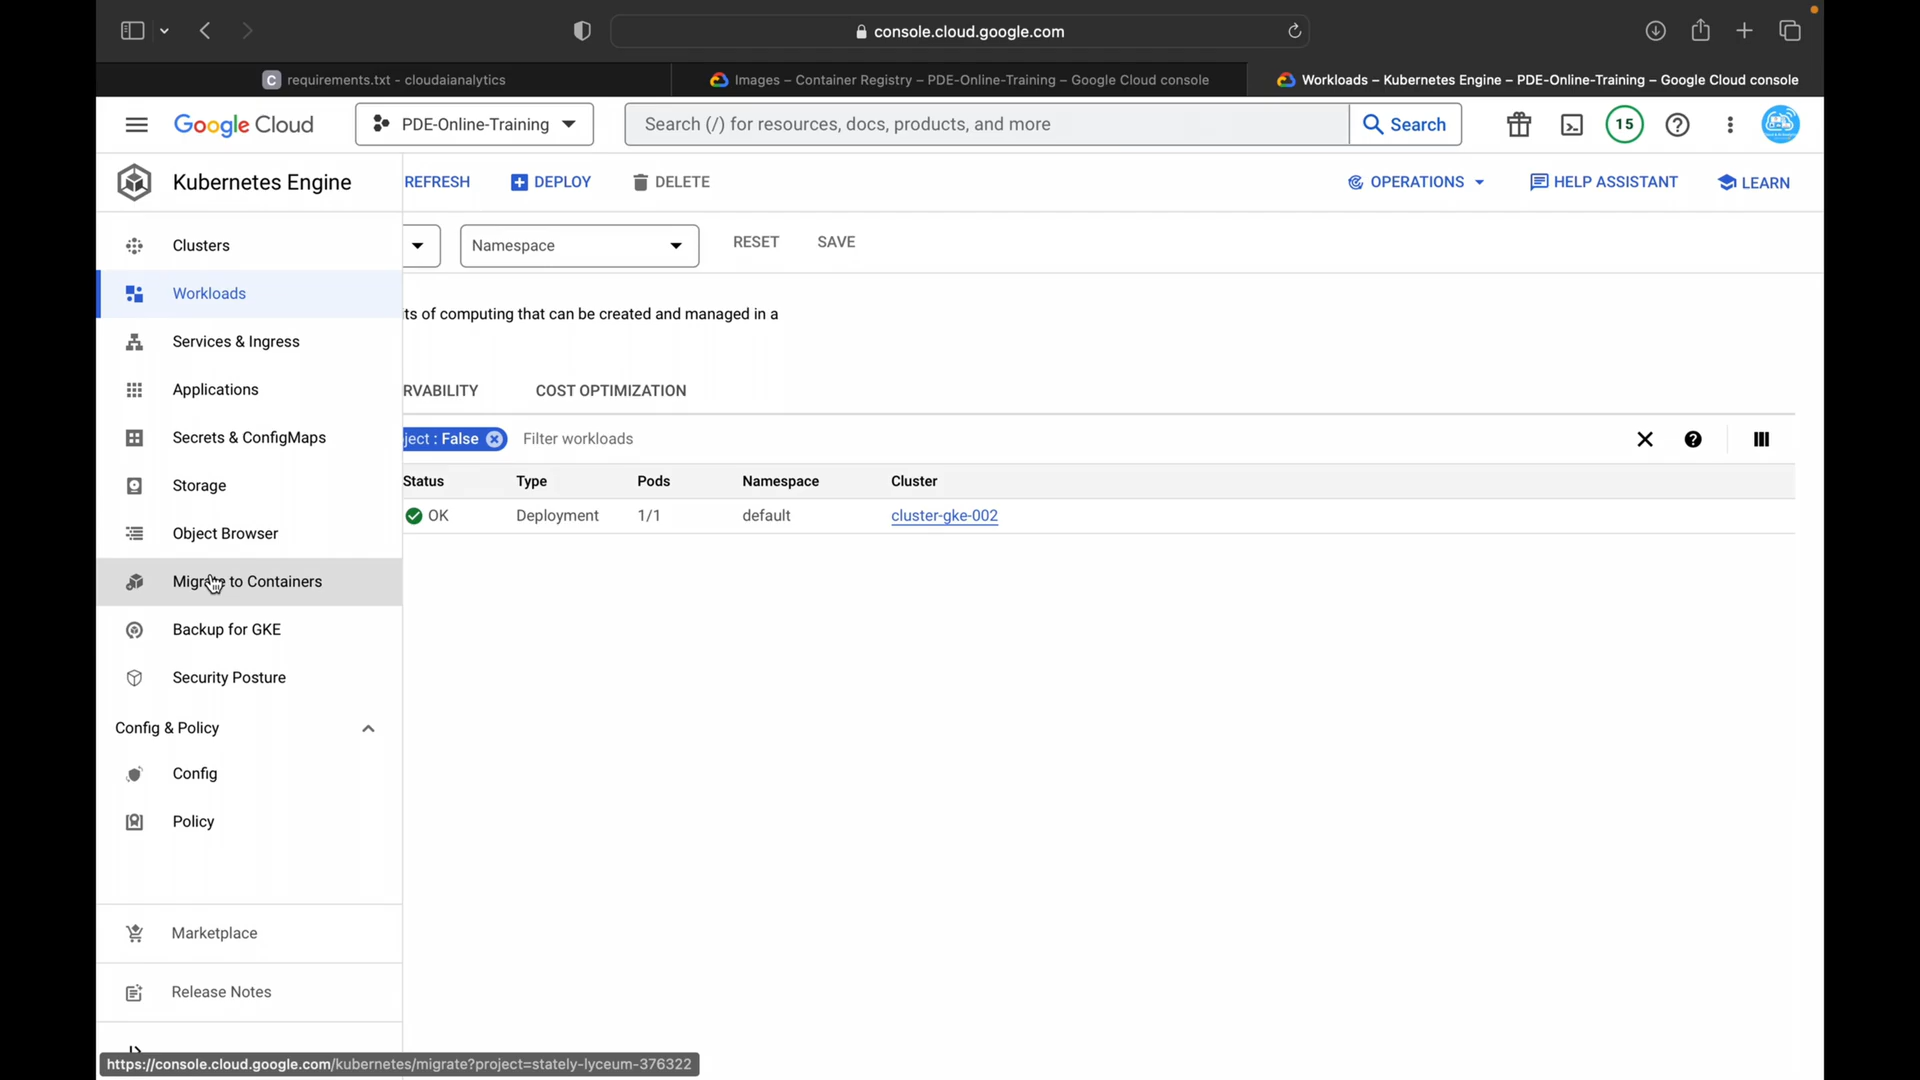 console.cloud.google.com
C requirements.txt - cloudaianalytics
Images – Container Registry – PDE-Online-Training – Google Cloud console
Workloads – Kubernetes Engine – PDE-Online-Training – Google Cloud console
Google Cloud
PDE-Online-Training
Search (/) for resources, docs, products, and more
Search
15
Kubernetes Engine
REFRESH
DEPLOY
DELETE
OPERATIONS
HELP ASSISTANT
LEARN
Clusters
Workloads
Services & Ingress
Applications
Secrets & ConfigMaps
Storage
Object Browser
Migrate to Containers
Backup for GKE
Security Posture
Config & Policy
Config
Policy
Marketplace
Release Notes
Namespace
RESET
SAVE
ts of computing that can be created and managed in a
RVABILITY
COST OPTIMIZATION
ject : False
Filter workloads
Status Type Pods Namespace Cluster
OK Deployment 1/1 default cluster-gke-002
https://console.cloud.google.com/kubernetes/migrate?project=stately-lyceum-376322